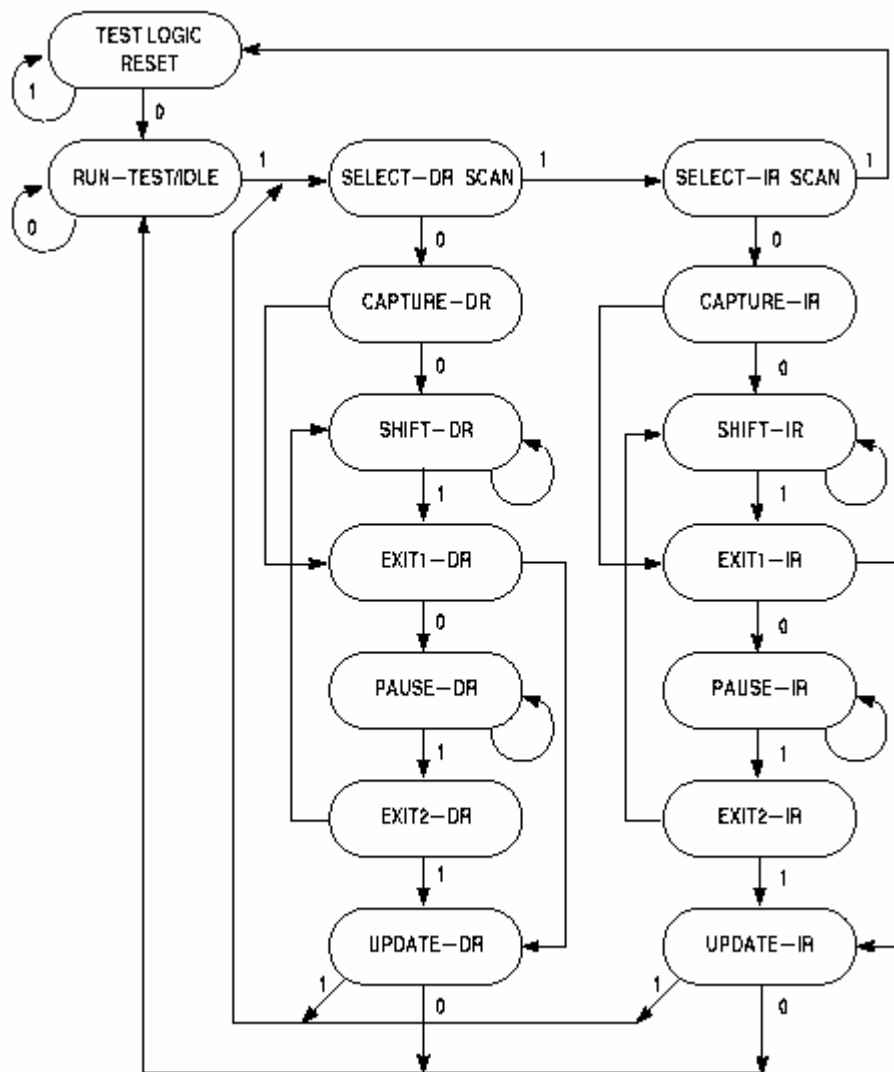 TEST LOGIC
RESET
1
0
RUN-TEST/IDLE
1
SELECT-DR SCAN
1
SELECT-IR SCAN
1
0
0
0
CAPTURE-DR
CAPTURE-IR
0
0
SHIFT-DR
SHIFT-IR
1
1
EXIT1-DR
EXIT1-IR
0
0
PAUSE-DR
PAUSE-IR
1
1
EXIT2-DR
EXIT2-IR
1
1
UPDATE-DR
UPDATE-IR
1
0
1
0